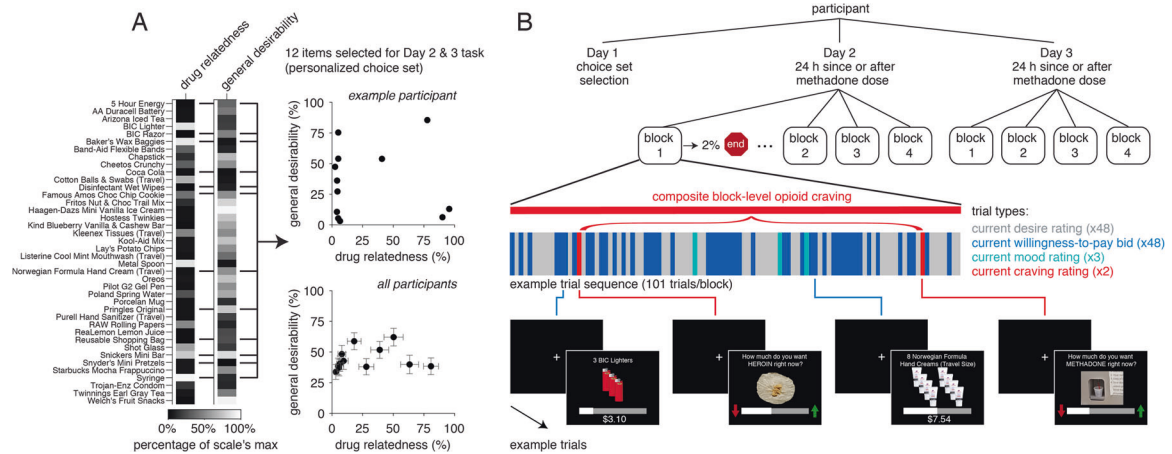 A
drug relatedness
general desirability
12 items selected for Day 2 & 3 task
(personalized choice set)
5 Hour Energy
AA Duracell Battery
Arizona Iced Tea
BIC Lighter
BIC Razor
Baker's Wax Baggies
Band-Aid Flexible Bands
Chapstick
Cheetos Crunchy
Coca Cola
Cotton Balls & Swabs (Travel)
Disinfectant Wet Wipes
Famous Amos Choc Chip Cookie
Fritos Nut & Choc Trail Mix
Haagen-Dazs Mini Vanilla Ice Cream
Hostess Twinkies
Kind Blueberry Vanilla & Cashew Bar
Kleenex Tissues (Travel)
Kool-Aid Mix
Lay's Potato Chips
Listerine Cool Mint Mouthwash (Travel)
Metal Spoon
Norwegian Formula Hand Cream (Travel)
Oreos
Pilot G2 Gel Pen
Poland Spring Water
Porcelain Mug
Pringles Original
Purell Hand Sanitizer (Travel)
RAW Rolling Papers
ReaLemon Lemon Juice
Reusable Shopping Bag
Shot Glass
Snickers Mini Bar
Snyder's Mini Pretzels
Starbucks Mocha Frappuccino
Syringe
Trojan-Enz Condom
Twinnings Earl Gray Tea
Welch's Fruit Snacks
0% 50% 100%
percentage of scale's max
example participant
general desirability (%)
100
75
50
25
0
0 25 50 75 100
drug relatedness (%)
all participants
general desirability (%)
100
75
50
25
0
0 25 50 75 100
drug relatedness (%)
B
participant
Day 1
choice set
selection
Day 2
24 h since or after
methadone dose
Day 3
24 h since or after
methadone dose
block
1
2%
end
...
block
2
block
3
block
4
block
1
block
2
block
3
block
4
composite block-level opioid craving
trial types:
current desire rating (x48)
current willingness-to-pay bid (x48)
current mood rating (x3)
current craving rating (x2)
example trial sequence (101 trials/block)
+
3 BIC Lighters
$3.10
+
How much do you want
HEROIN right now?
+
8 Norwegian Formula
Hand Creams (Travel Size)
$7.54
+
How much do you want
METHADONE right now?
example trials